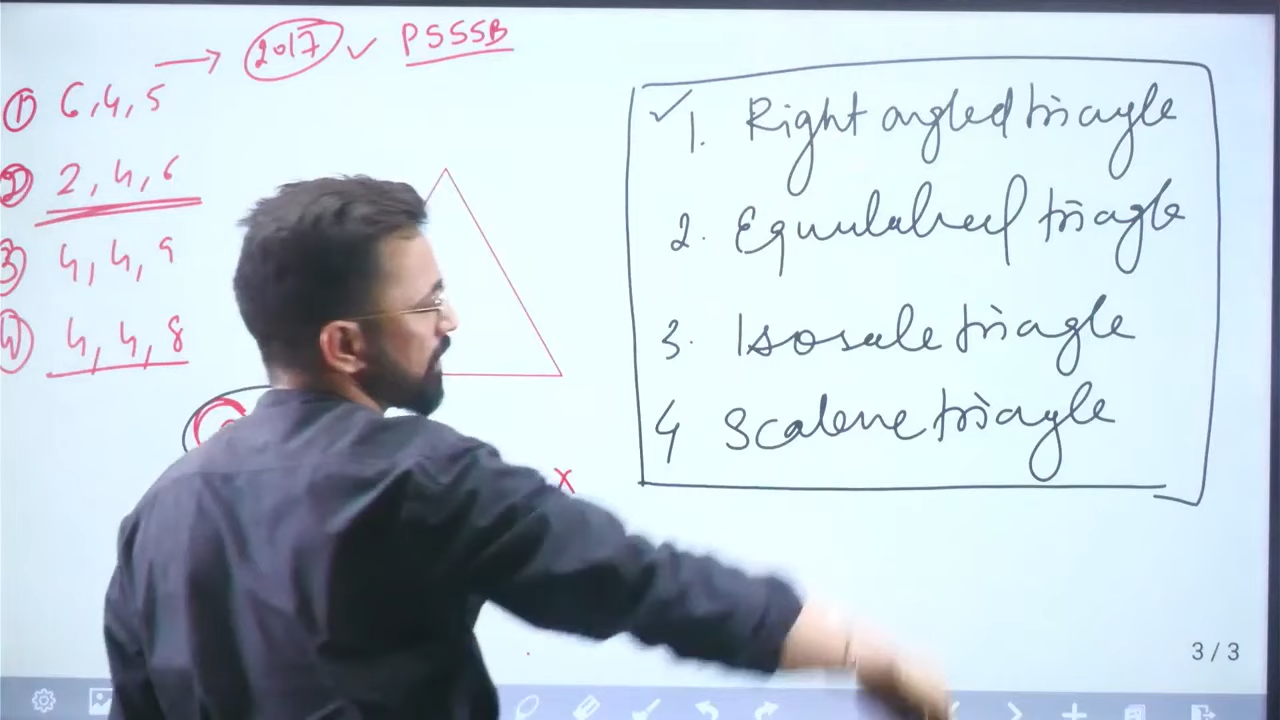 → 2017 ✓ PSSSB
① 6, 4, 5
② 2, 4, 6
③ 4, 4, 9
④ 4, 4, 8
x
✓1. Right angled triagle
2. Equilateral triagle
3. Isosale triagle
4 Scalene triagle
3 / 3